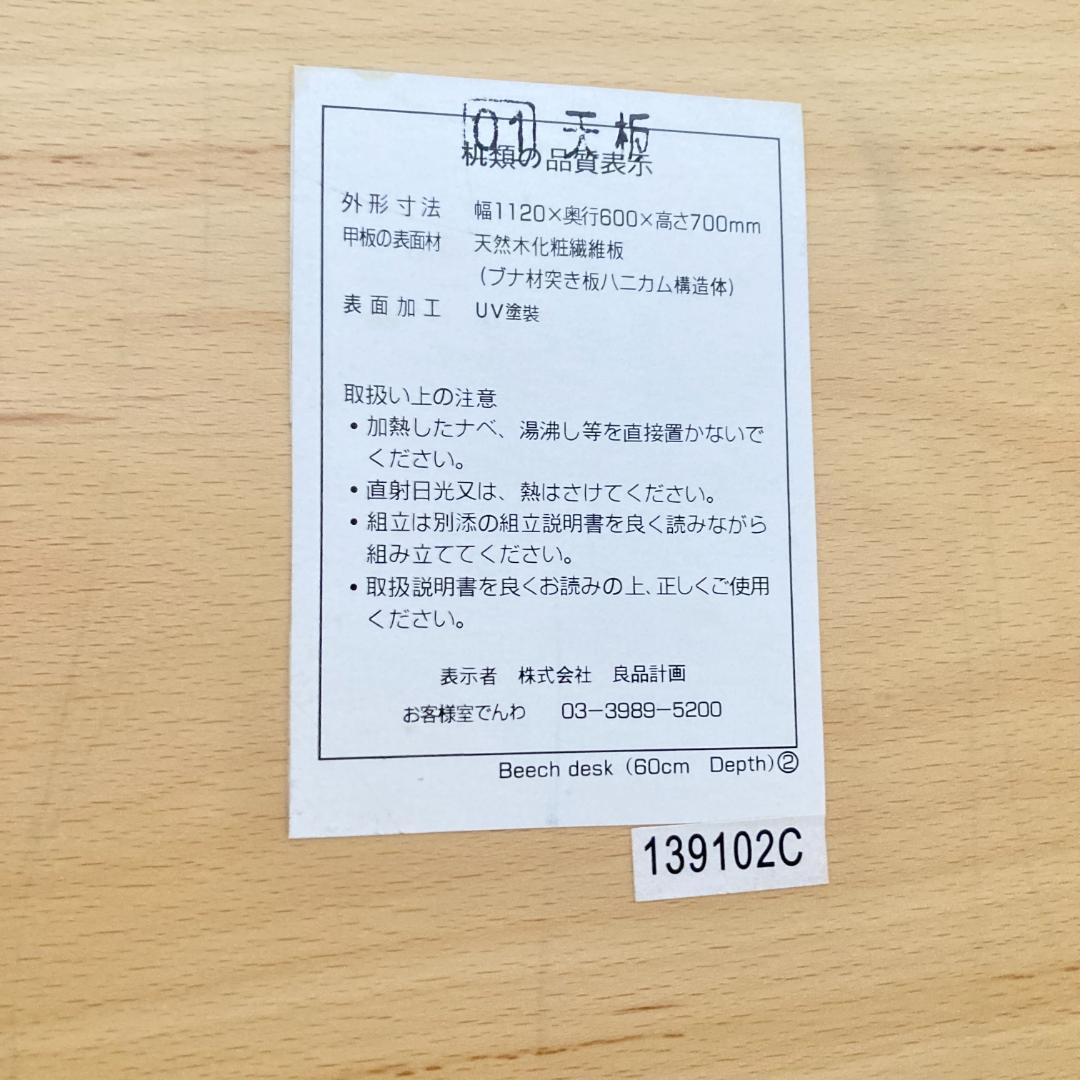 01 天板
机類の品質表示
外形寸法 幅1120×奥行600×高さ700mm
甲板の表面材 天然木化粧繊維板
(ブナ材突き板ハニカム構造体)
表面加工 UV塗装
取扱い上の注意
•加熱したナベ、湯沸し等を直接置かないで
ください。
•直射日光又は、熱はさけてください。
•組立は別添の組立説明書を良く読みながら
組み立ててください。
•取扱説明書を良くお読みの上、正しくご使用
ください。
表示者 株式会社 良品計画
お客様室でんわ 03-3989-5200
Beech desk (60cm Depth)②
139102C